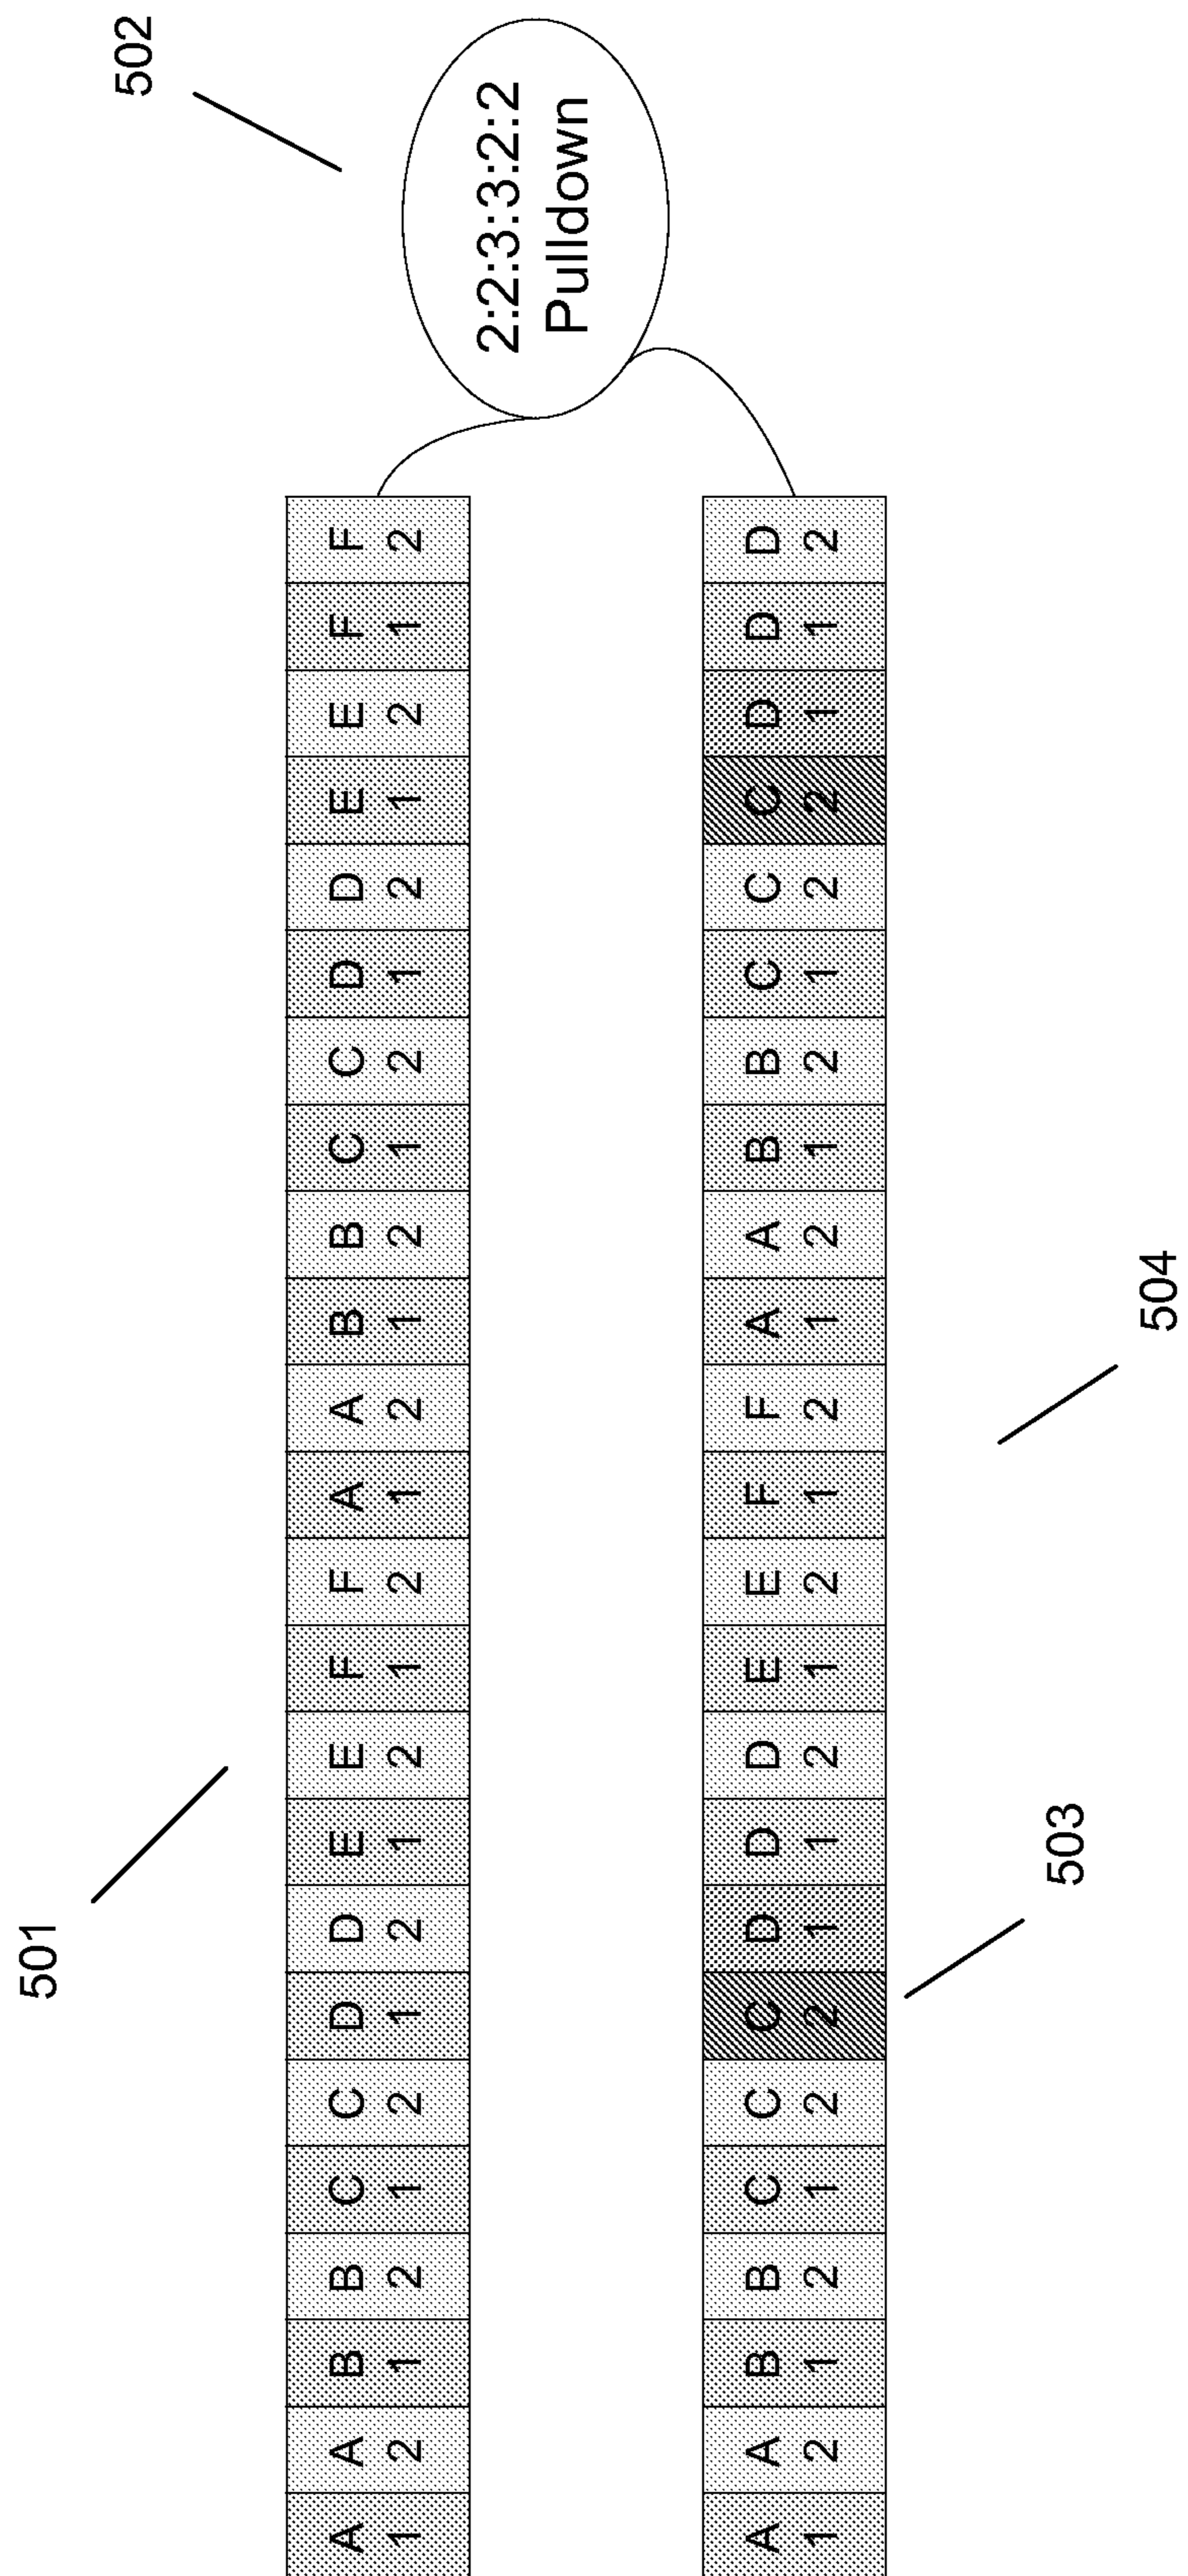 501
502
A A B B C C D D E E F F A A B B C C D D E E F F
1 2 1 2 1 2 1 2 1 2 1 2 1 2 1 2 1 2 1 2 1 2 1 2
2:2:3:3:2:2
Pulldown
A A B B C C C D D D E E F F A A B B C C C D D D
1 2 1 2 1 2 2 1 1 2 1 2 1 2 1 2 1 2 1 2 2 1 1 2
503
504